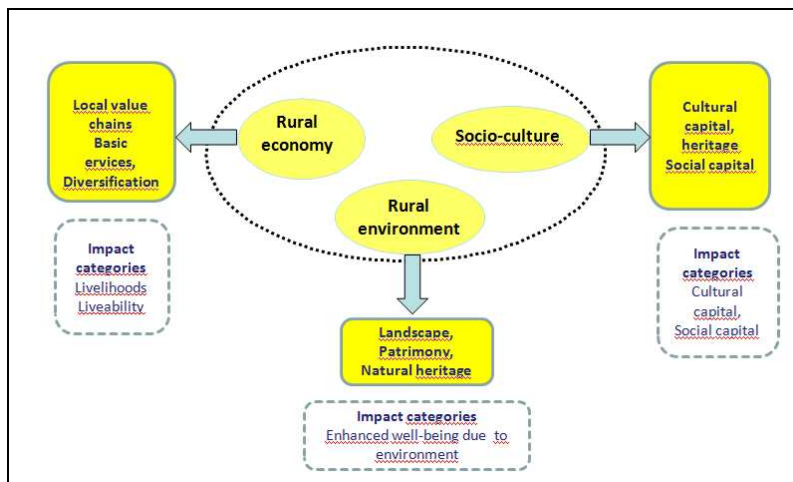 Local value
chains
Basic
ervices,
Diversification
Rural
economy
Socio-culture
Cultural
capital,
heritage
Social capital
Rural
environment
Impact
categories
Livelihoods
Liveability
Impact
categories
Cultural
capital,
Social capital
Landscape,
Patrimony,
Natural heritage
Impact categories
Enhanced well-being due to
environment